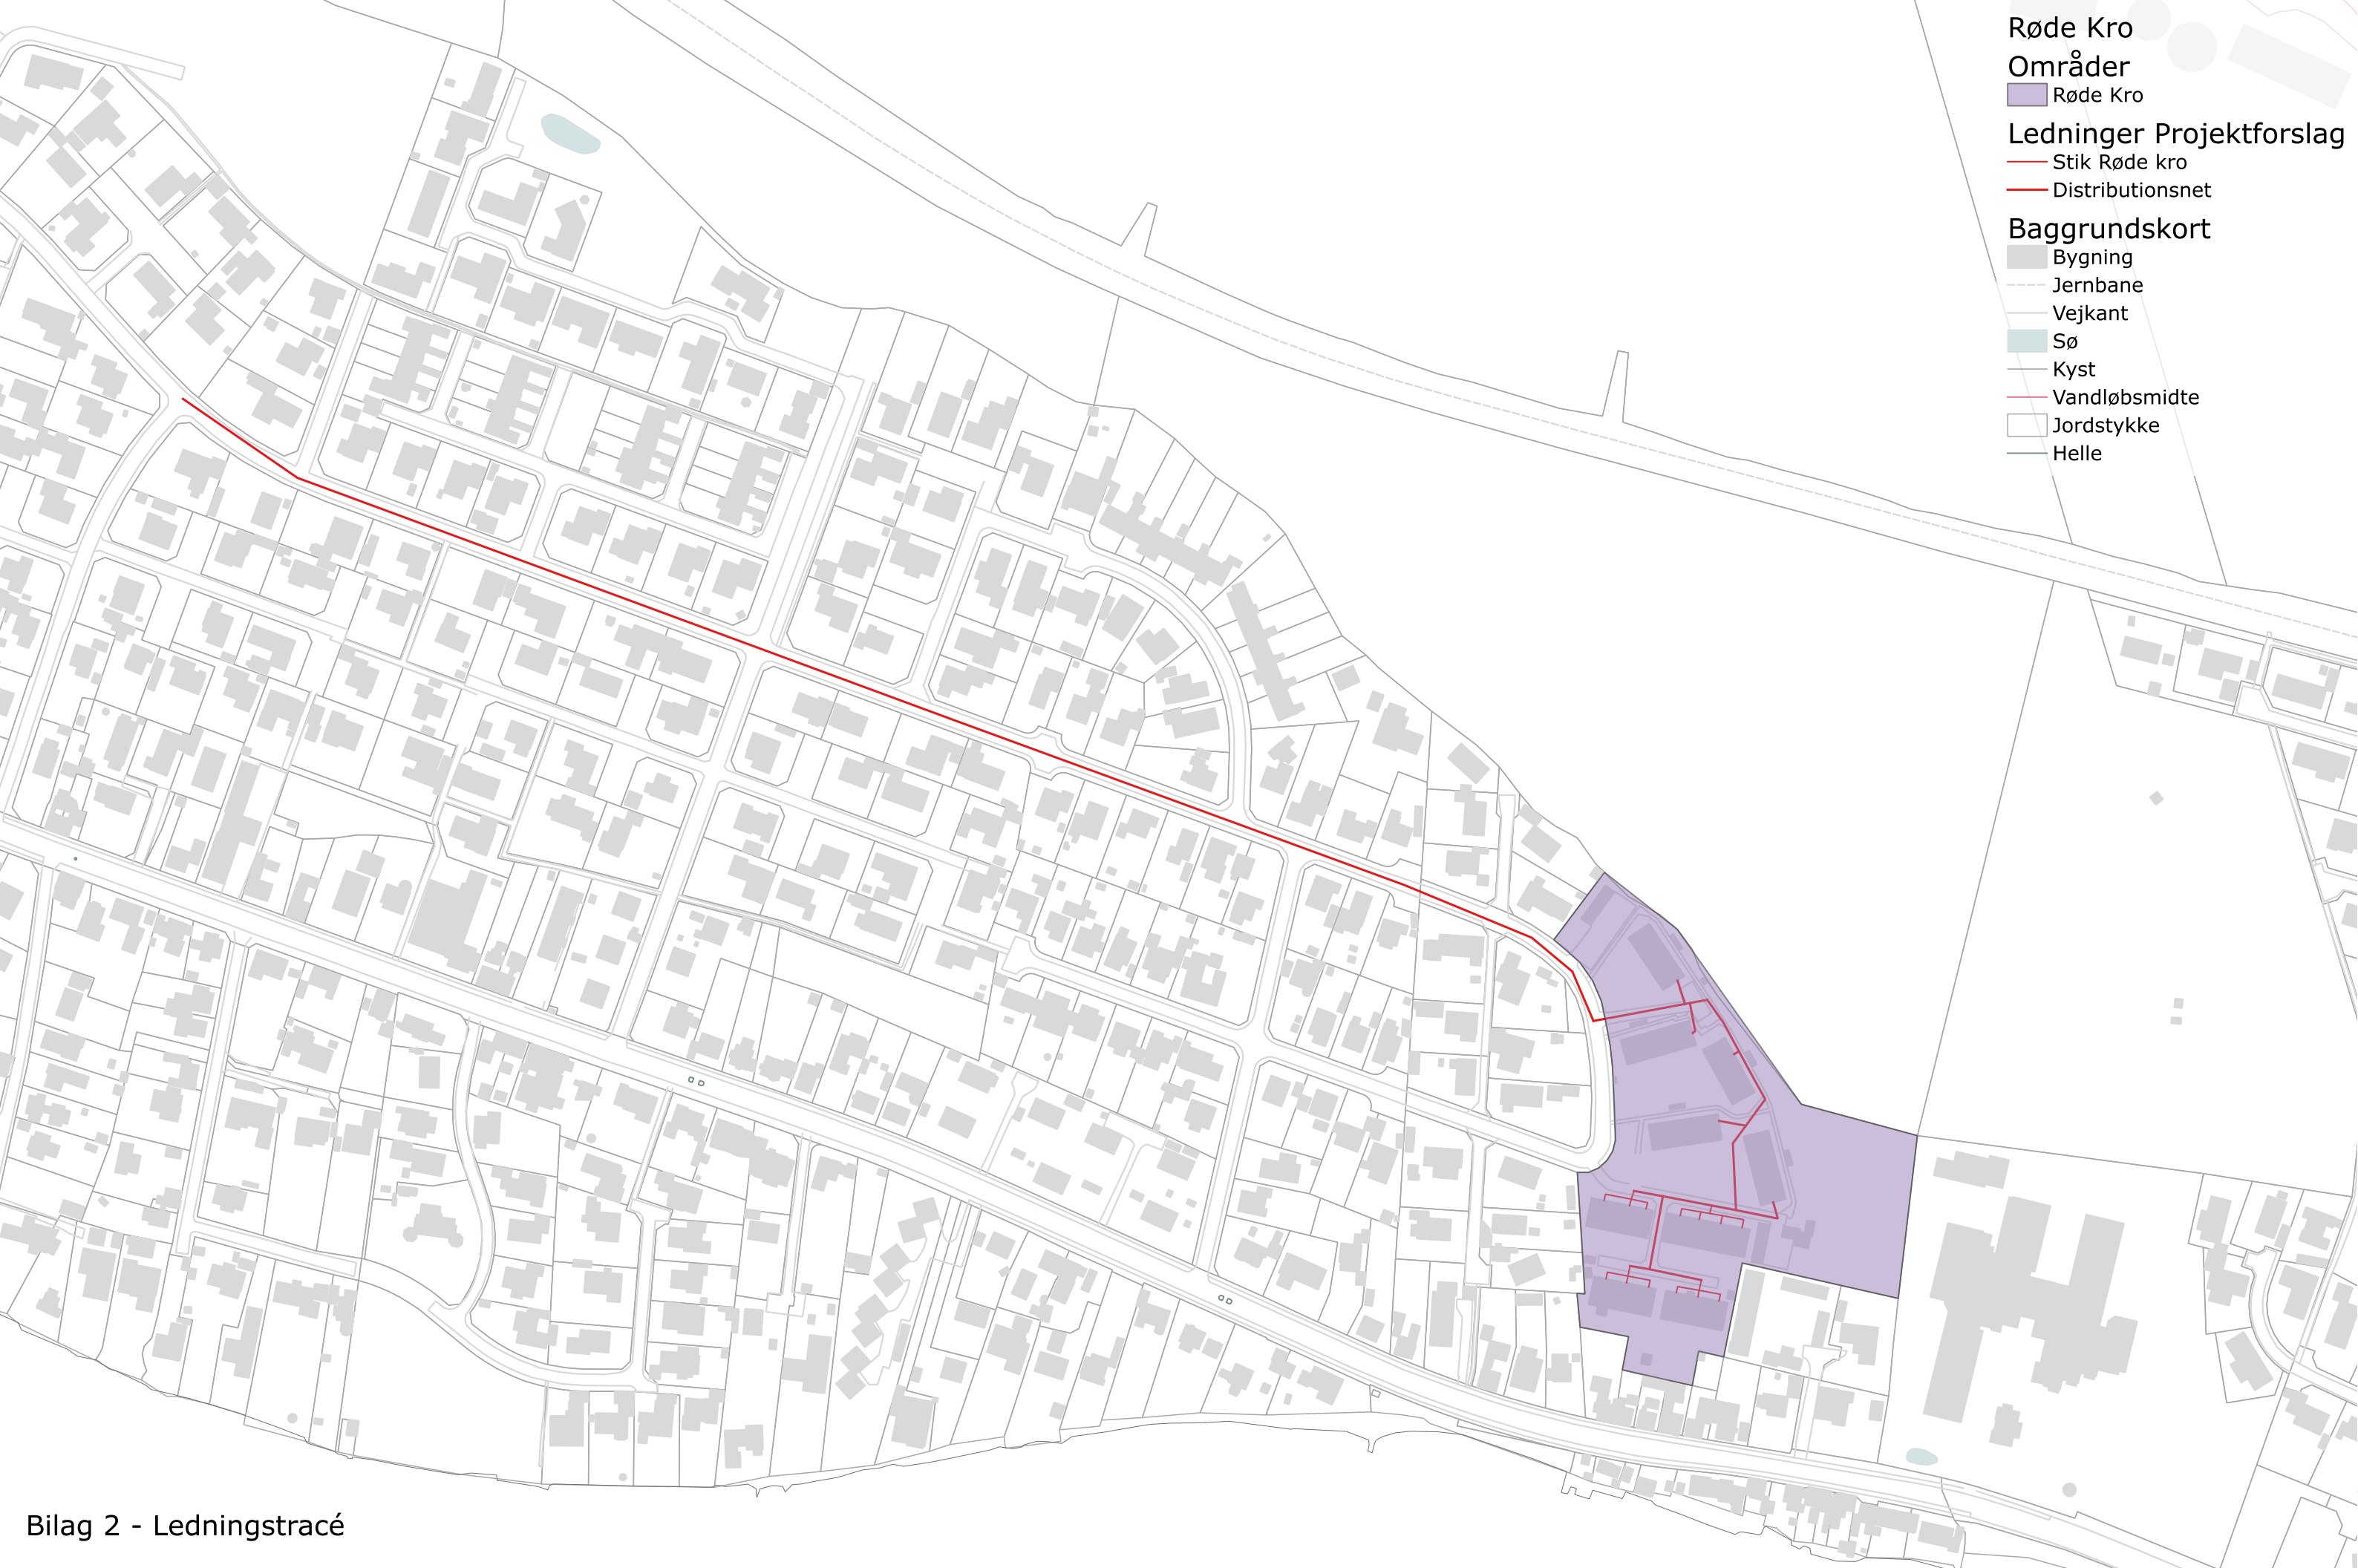 Røde Kro
Områder
Røde Kro
Ledninger Projektforslag
Stik Røde kro
Distributionsnet
Baggrundskort
Bygning
Jernbane
Vejkant
Sø
Kyst
Vandløbsmidte
Jordstykke
Helle
Bilag 2 - Ledningstracé